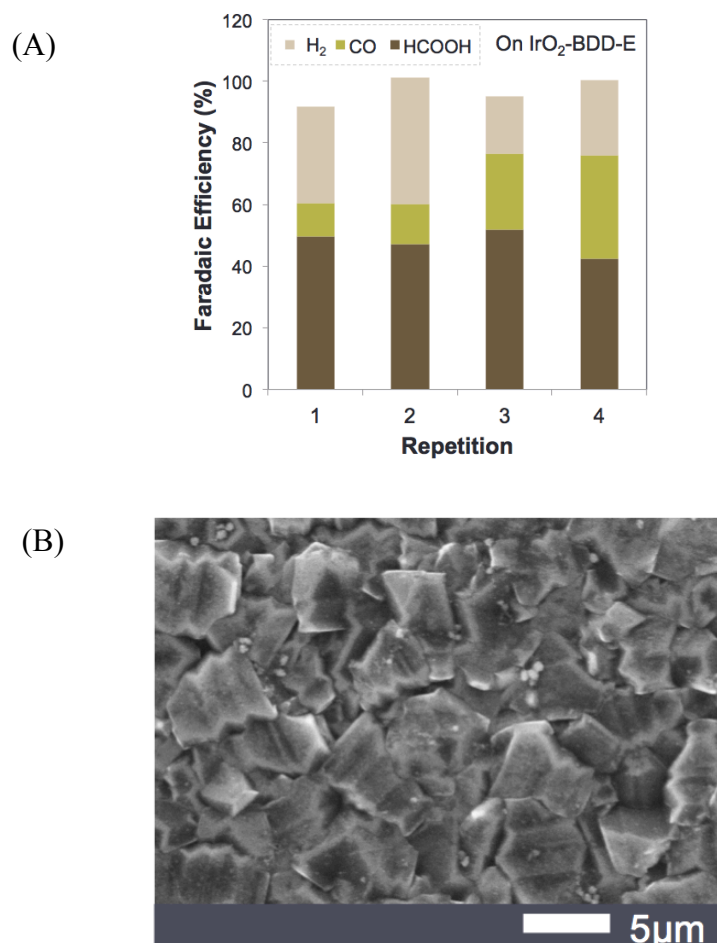 (A)
120
100
80
60
40
20
0
Faradaic Efficiency (%)
H₂ CO HCOOH On IrO₂-BDD-E
1 2 3 4
Repetition
(B)
5μm